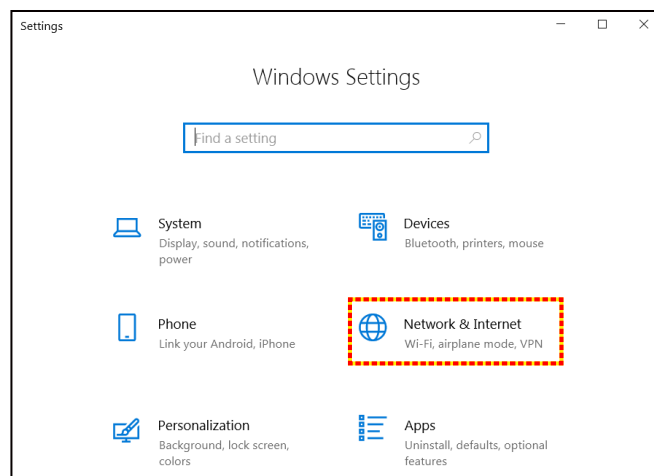 Settings
Windows Settings
Find a setting
System
Display, sound, notifications,
power
Devices
Bluetooth, printers, mouse
Phone
Link your Android, iPhone
Network & Internet
Wi-Fi, airplane mode, VPN
Personalization
Background, lock screen,
colors
Apps
Uninstall, defaults, optional
features